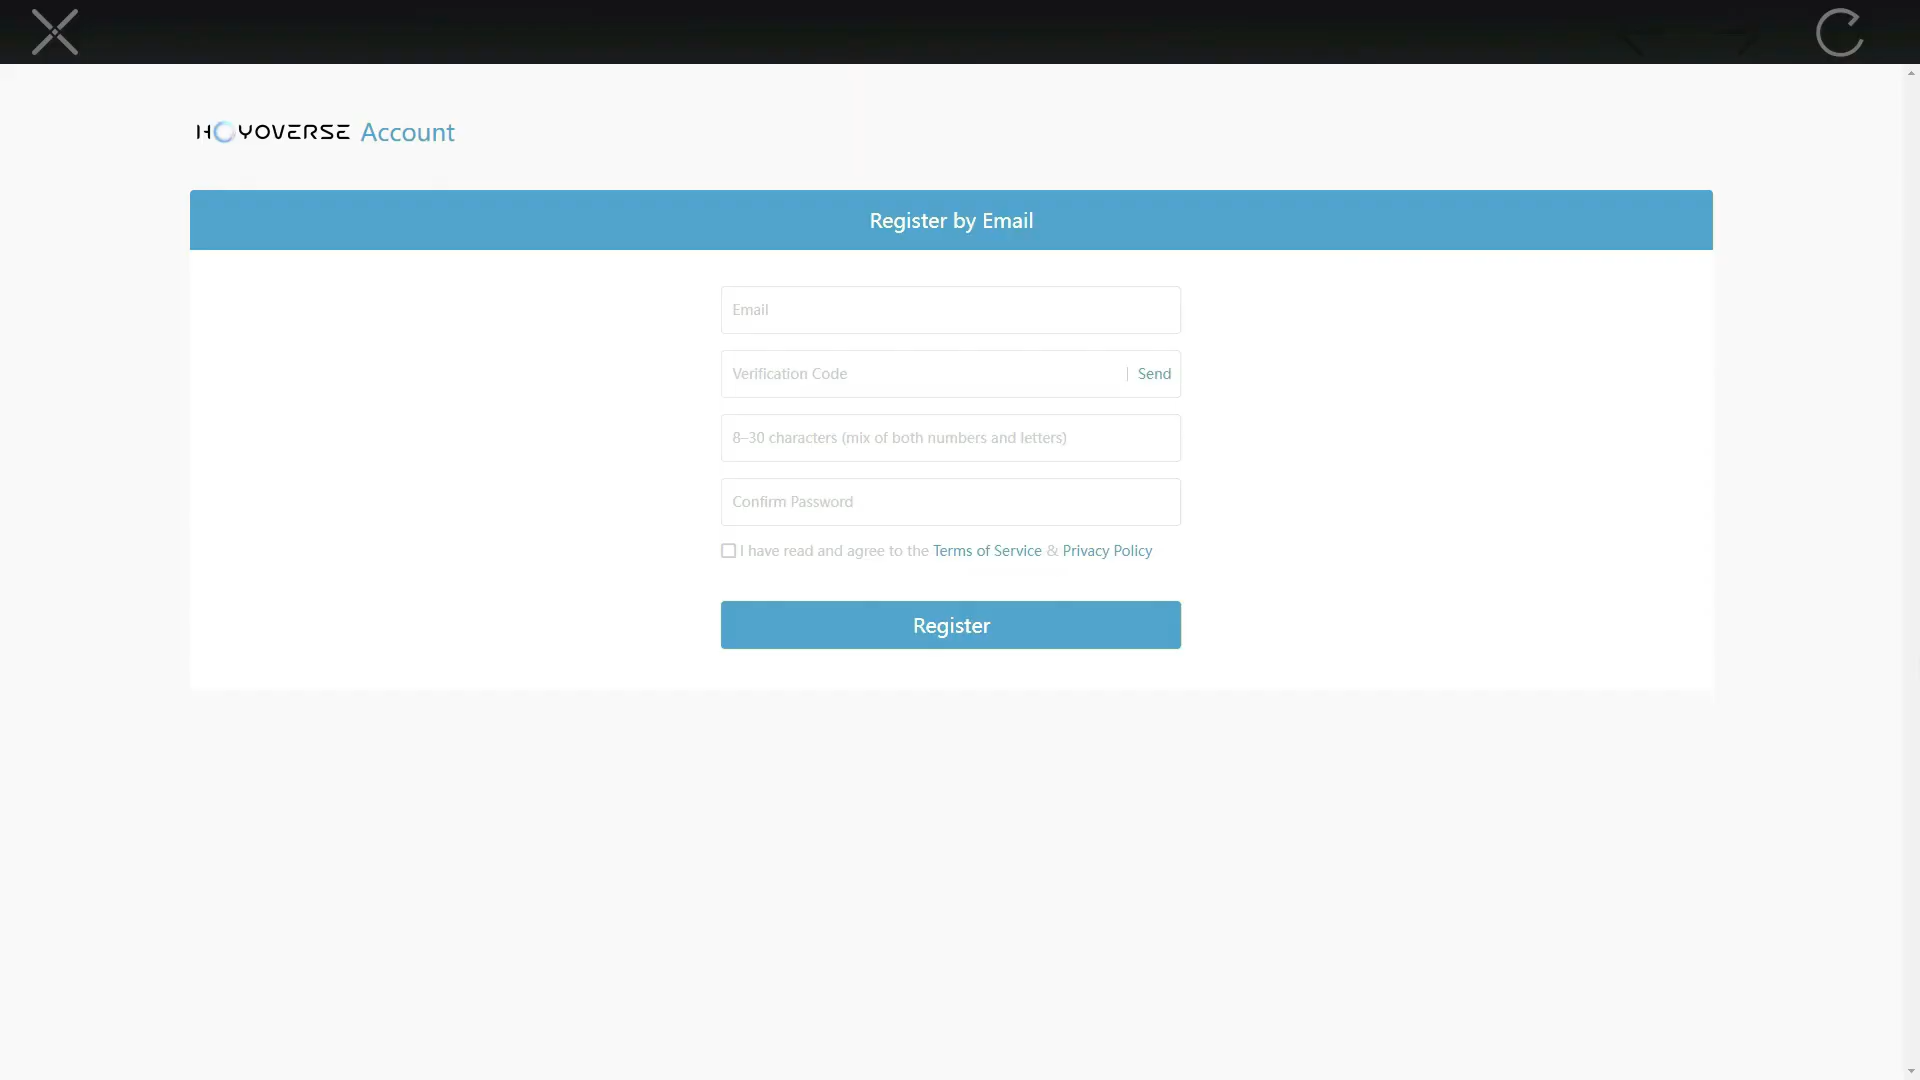 HOYOVERSE Account
Register by Email
Email
Verification Code | Send
8–30 characters (mix of both numbers and letters)
Confirm Password
I have read and agree to the Terms of Service & Privacy Policy
Register